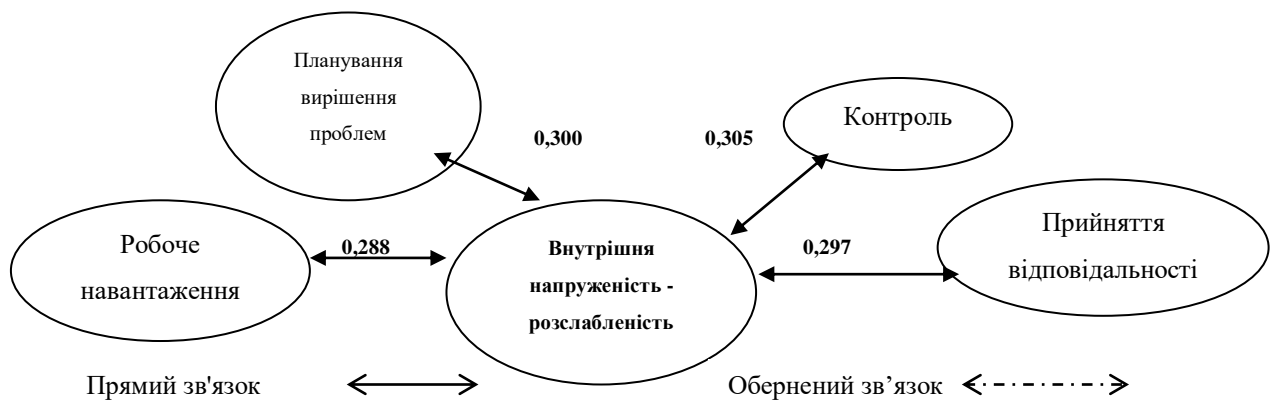 Планування
вирішення
проблем
0,300
0,305
Контроль
Робоче
навантаження
0,288
Внутрішня
напруженість -
розслабленість
0,297
Прийняття
відповідальності
Прямий зв'язок
Обернений зв’язок